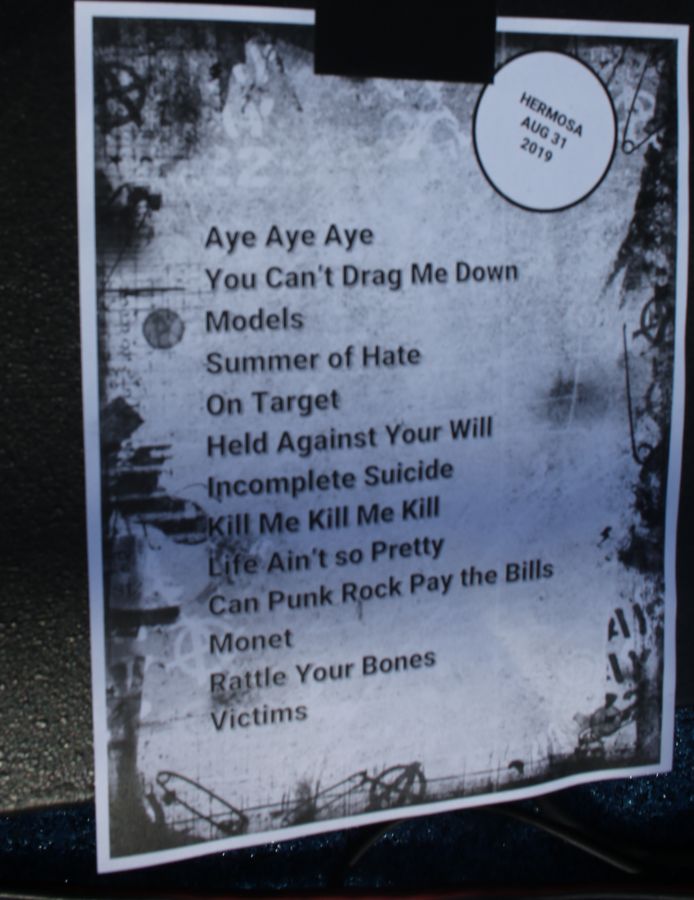 HERMOSA
AUG 31
2019
Aye Aye Aye
You Can't Drag Me Down
Models
Summer of Hate
On Target
Held Against Your Will
Incomplete Suicide
Kill Me Kill Me Kill
Life Ain't so Pretty
Can Punk Rock Pay the Bills
Monet
Rattle Your Bones
Victims